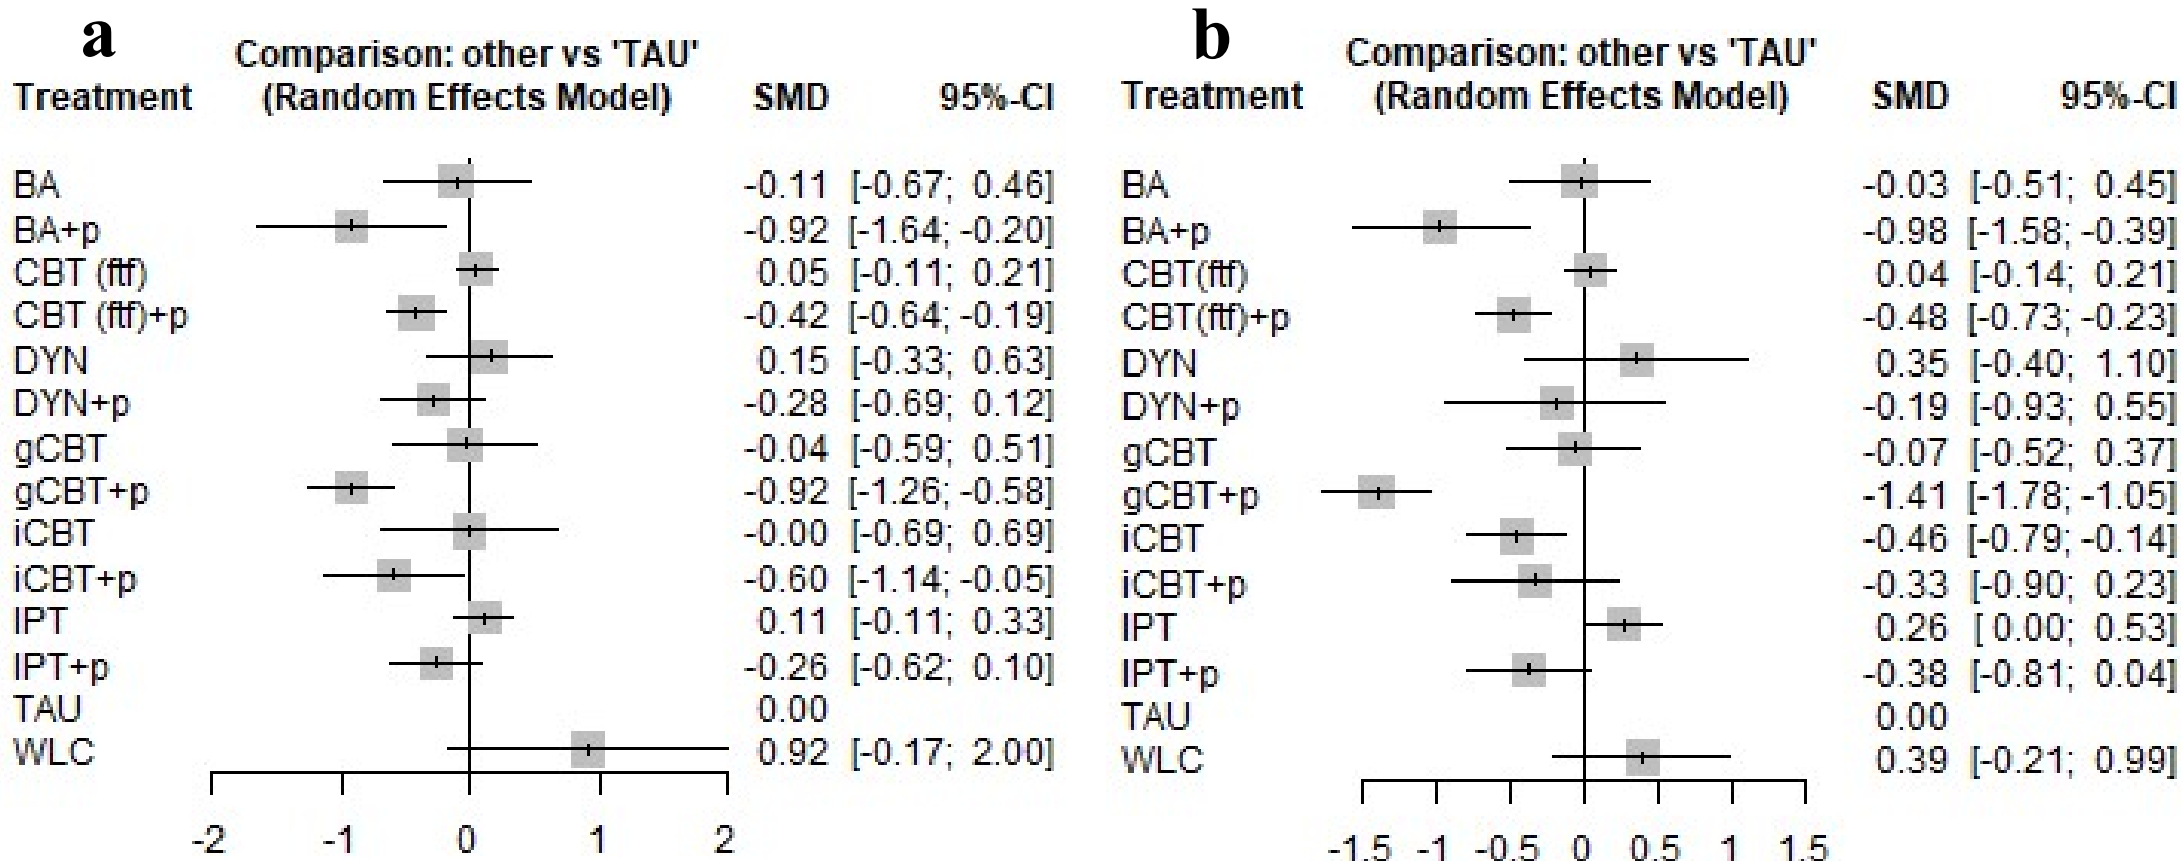 a
Comparison: other vs 'TAU'
Treatment (Random Effects Model) SMD 95%-CI
BA -0.11 [-0.67; 0.46]
BA+p -0.92 [-1.64; -0.20]
CBT (ftf) 0.05 [-0.11; 0.21]
CBT (ftf)+p -0.42 [-0.64; -0.19]
DYN 0.15 [-0.33; 0.63]
DYN+p -0.28 [-0.69; 0.12]
gCBT -0.04 [-0.59; 0.51]
gCBT+p -0.92 [-1.26; -0.58]
iCBT -0.00 [-0.69; 0.69]
iCBT+p -0.60 [-1.14; -0.05]
IPT 0.11 [-0.11; 0.33]
IPT+p -0.26 [-0.62; 0.10]
TAU 0.00
WLC 0.92 [-0.17; 2.00]
-2 -1 0 1 2
b
Comparison: other vs 'TAU'
Treatment (Random Effects Model) SMD 95%-CI
BA -0.03 [-0.51; 0.45]
BA+p -0.98 [-1.58; -0.39]
CBT(ftf) 0.04 [-0.14; 0.21]
CBT(ftf)+p -0.48 [-0.73; -0.23]
DYN 0.35 [-0.40; 1.10]
DYN+p -0.19 [-0.93; 0.55]
gCBT -0.07 [-0.52; 0.37]
gCBT+p -1.41 [-1.78; -1.05]
iCBT -0.46 [-0.79; -0.14]
iCBT+p -0.33 [-0.90; 0.23]
IPT 0.26 [ 0.00; 0.53]
IPT+p -0.38 [-0.81; 0.04]
TAU 0.00
WLC 0.39 [-0.21; 0.99]
-1.5 -1 -0.5 0 0.5 1 1.5